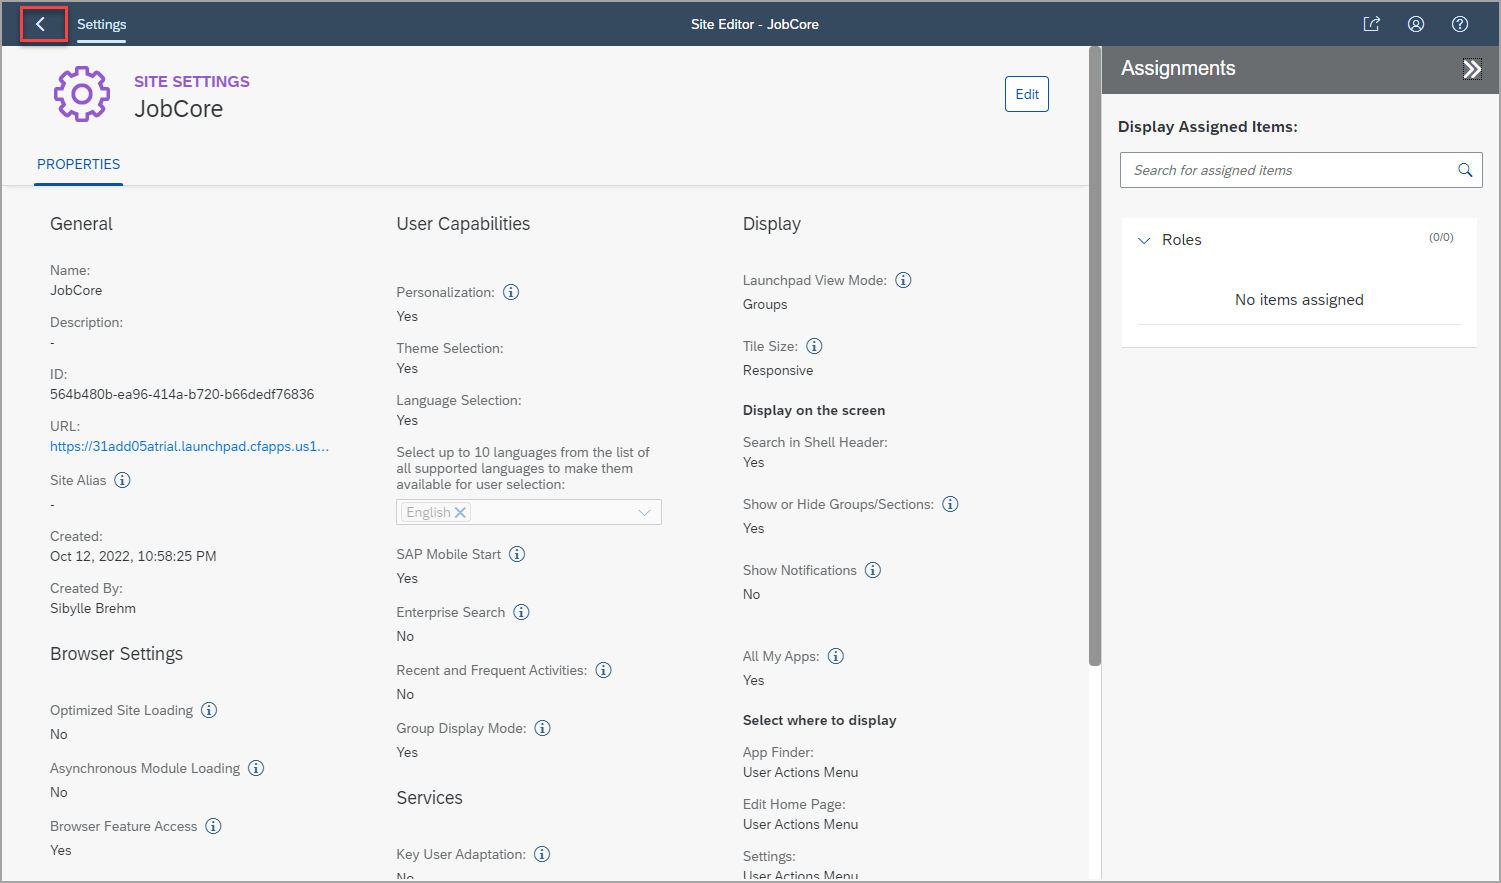 Settings
Site Editor - JobCore
SITE SETTINGS
JobCore
Edit
PROPERTIES
General
Name:
JobCore
Description:
-
ID:
564b480b-ea96-414a-b720-b66dedf76836
URL:
https://31add05atrial.launchpad.cfapps.us1...
Site Alias
-
Created:
Oct 12, 2022, 10:58:25 PM
Created By:
Sibylle Brehm
Browser Settings
Optimized Site Loading
No
Asynchronous Module Loading
No
Browser Feature Access
Yes
User Capabilities
Personalization:
Yes
Theme Selection:
Yes
Language Selection:
Yes
Select up to 10 languages from the list of
all supported languages to make them
available for user selection:
English
SAP Mobile Start
Yes
Enterprise Search
No
Recent and Frequent Activities:
No
Group Display Mode:
Yes
Services
Key User Adaptation:
No
Display
Launchpad View Mode:
Groups
Tile Size:
Responsive
Display on the screen
Search in Shell Header:
Yes
Show or Hide Groups/Sections:
Yes
Show Notifications
No
All My Apps:
Yes
Select where to display
App Finder:
User Actions Menu
Edit Home Page:
User Actions Menu
Settings:
User Actions Menu
Assignments
Display Assigned Items:
Search for assigned items
Roles
(0/0)
No items assigned